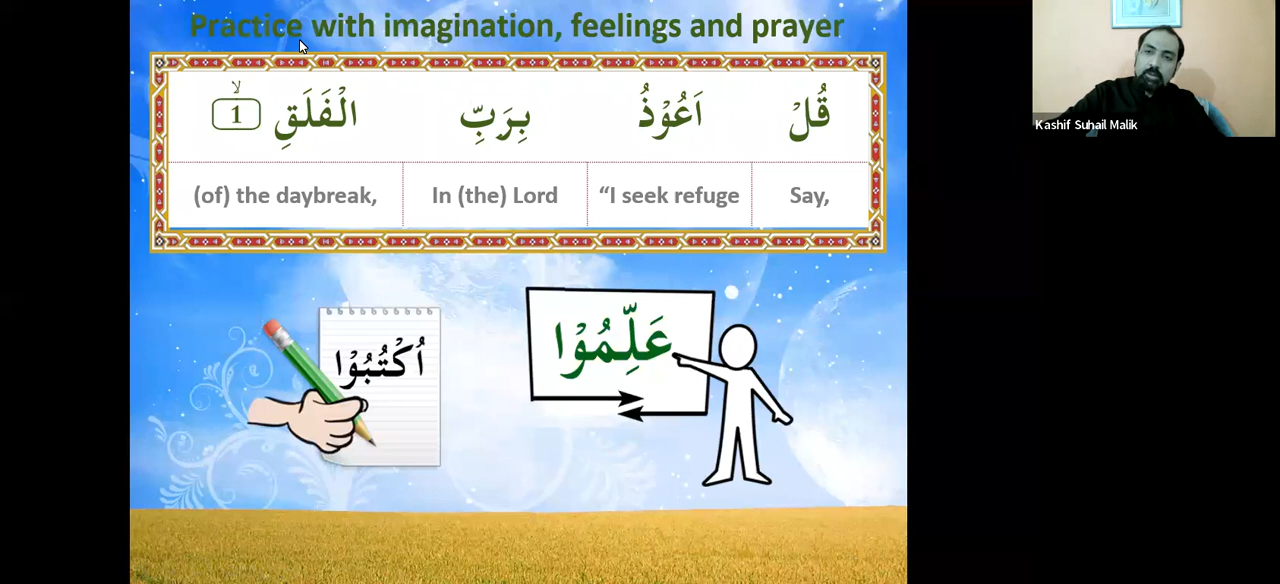 Practice with imagination, feelings and prayer
قُلْ اَعُوْذُ بِرَبِّ الْفَلَقِ ۙ 1
Say, “I seek refuge In (the) Lord (of) the daybreak,
عَلِّمُوْا
اُكْتُبُوْا
Kashif Suhail Malik